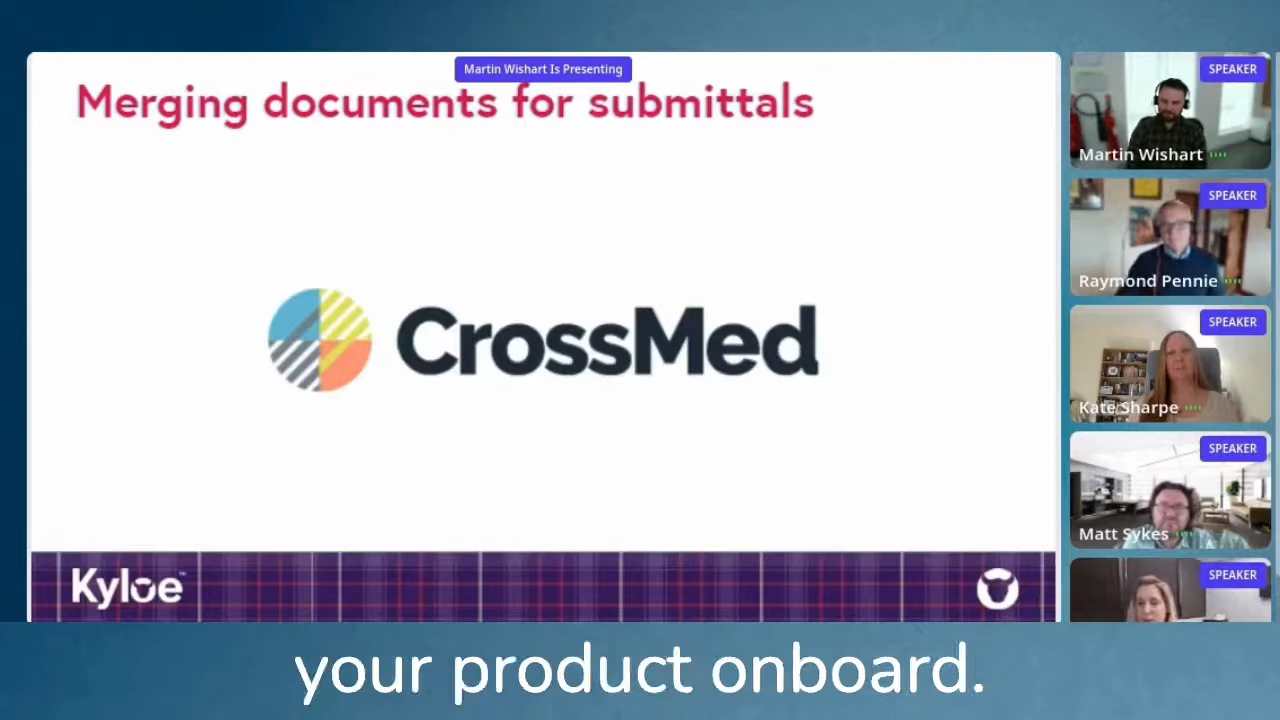 Martin Wishart Is Presenting
Merging documents for submittals
CrossMed
Kyloe
SPEAKER
Martin Wishart
SPEAKER
Raymond Pennie
SPEAKER
Kate Sharpe
SPEAKER
Matt Sykes
SPEAKER
your product onboard.